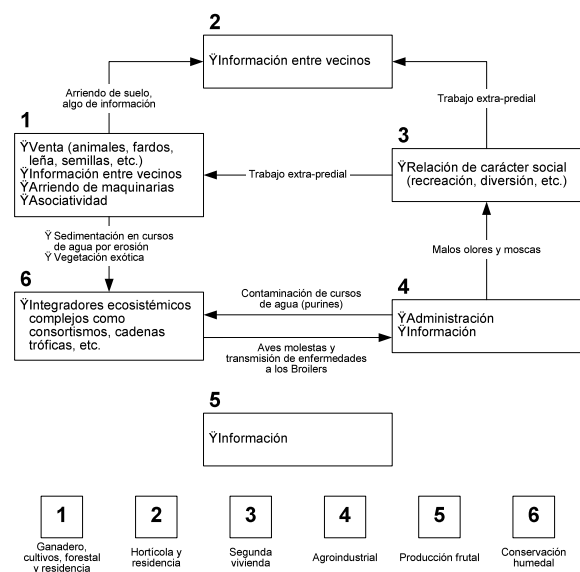 2
ŸInformación entre vecinos
Arriendo de suelo,
algo de información
Trabajo extra-predial
1
ŸVenta (animales, fardos,
leña, semillas, etc.)
ŸInformación entre vecinos
ŸArriendo de maquinarias
ŸAsociatividad
Trabajo extra-predial
3
ŸRelación de carácter social
(recreación, diversión, etc.)
Ÿ Sedimentación en cursos
de agua por erosión
Ÿ Vegetación exótica
Malos olores y moscas
6
ŸIntegradores ecosistémicos
complejos como
consortismos, cadenas
tróficas, etc.
Contaminación de cursos
de agua (purines)
Aves molestas y
transmisión de enfermedades
a los Broilers
4
ŸAdministración
ŸInformación
5
ŸInformación
1
Ganadero,
cultivos, forestal
y residencia
2
Hortícola y
residencia
3
Segunda
vivienda
4
Agroindustrial
5
Producción frutal
6
Conservación
humedal